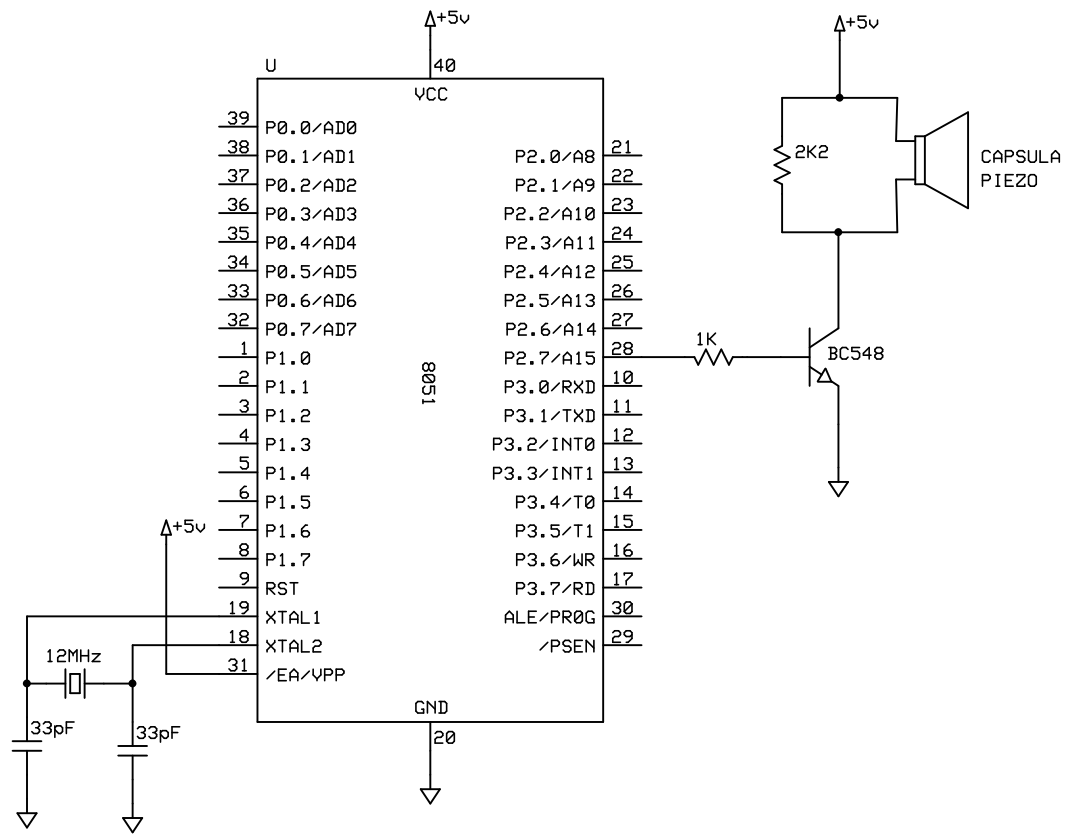 +5v
+5v
U
40
VCC
39 P0.0/AD0
38 P0.1/AD1
37 P0.2/AD2
36 P0.3/AD3
35 P0.4/AD4
34 P0.5/AD5
33 P0.6/AD6
32 P0.7/AD7
1 P1.0
2 P1.1
3 P1.2
4 P1.3
5 P1.4
6 P1.5
7 P1.6
8 P1.7
9 RST
19 XTAL1
18 XTAL2
31 /EA/VPP
8051
P2.0/A8 21
P2.1/A9 22
P2.2/A10 23
P2.3/A11 24
P2.4/A12 25
P2.5/A13 26
P2.6/A14 27
P2.7/A15 28
P3.0/RXD 10
P3.1/TXD 11
P3.2/INT0 12
P3.3/INT1 13
P3.4/T0 14
P3.5/T1 15
P3.6/WR 16
P3.7/RD 17
ALE/PROG 30
/PSEN 29
GND
20
2K2
CAPSULA
PIEZO
1K
BC548
+5v
12MHz
33pF
33pF